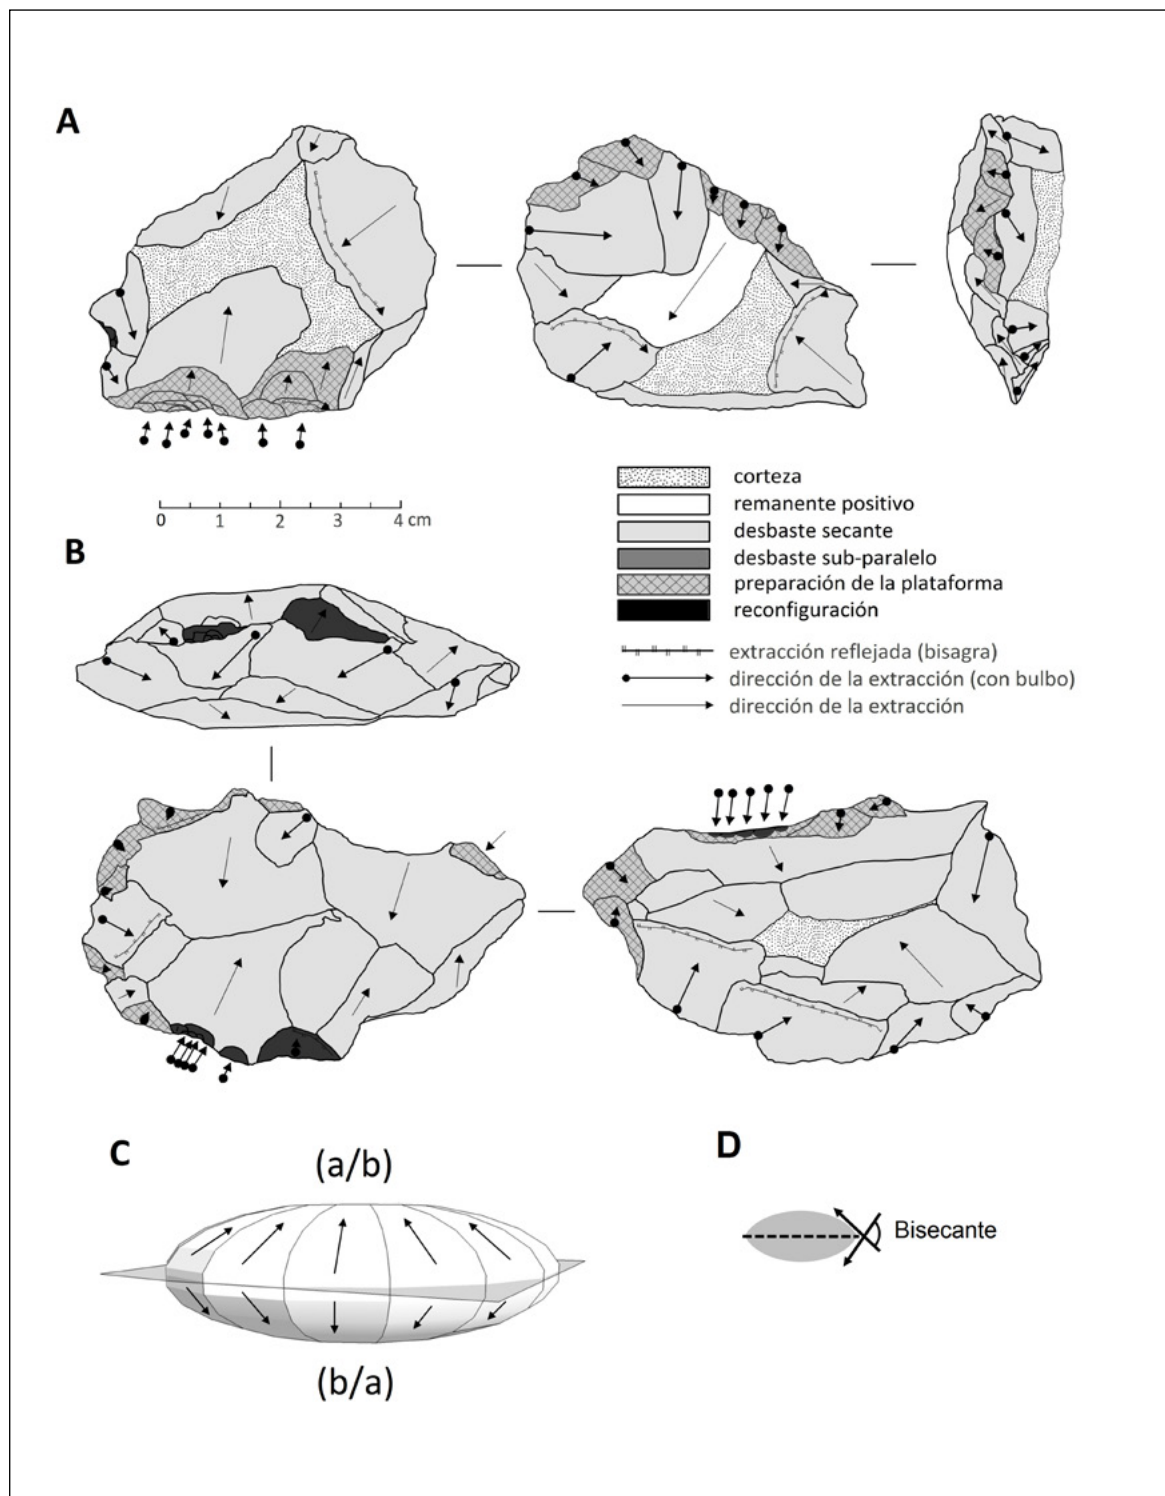 A
corteza
remanente positivo
desbaste secante
desbaste sub-paralelo
preparación de la plataforma
reconfiguración
extracción reflejada (bisagra)
dirección de la extracción (con bulbo)
dirección de la extracción
0 1 2 3 4 cm
B
C
(a/b)
(b/a)
D
Bisecante